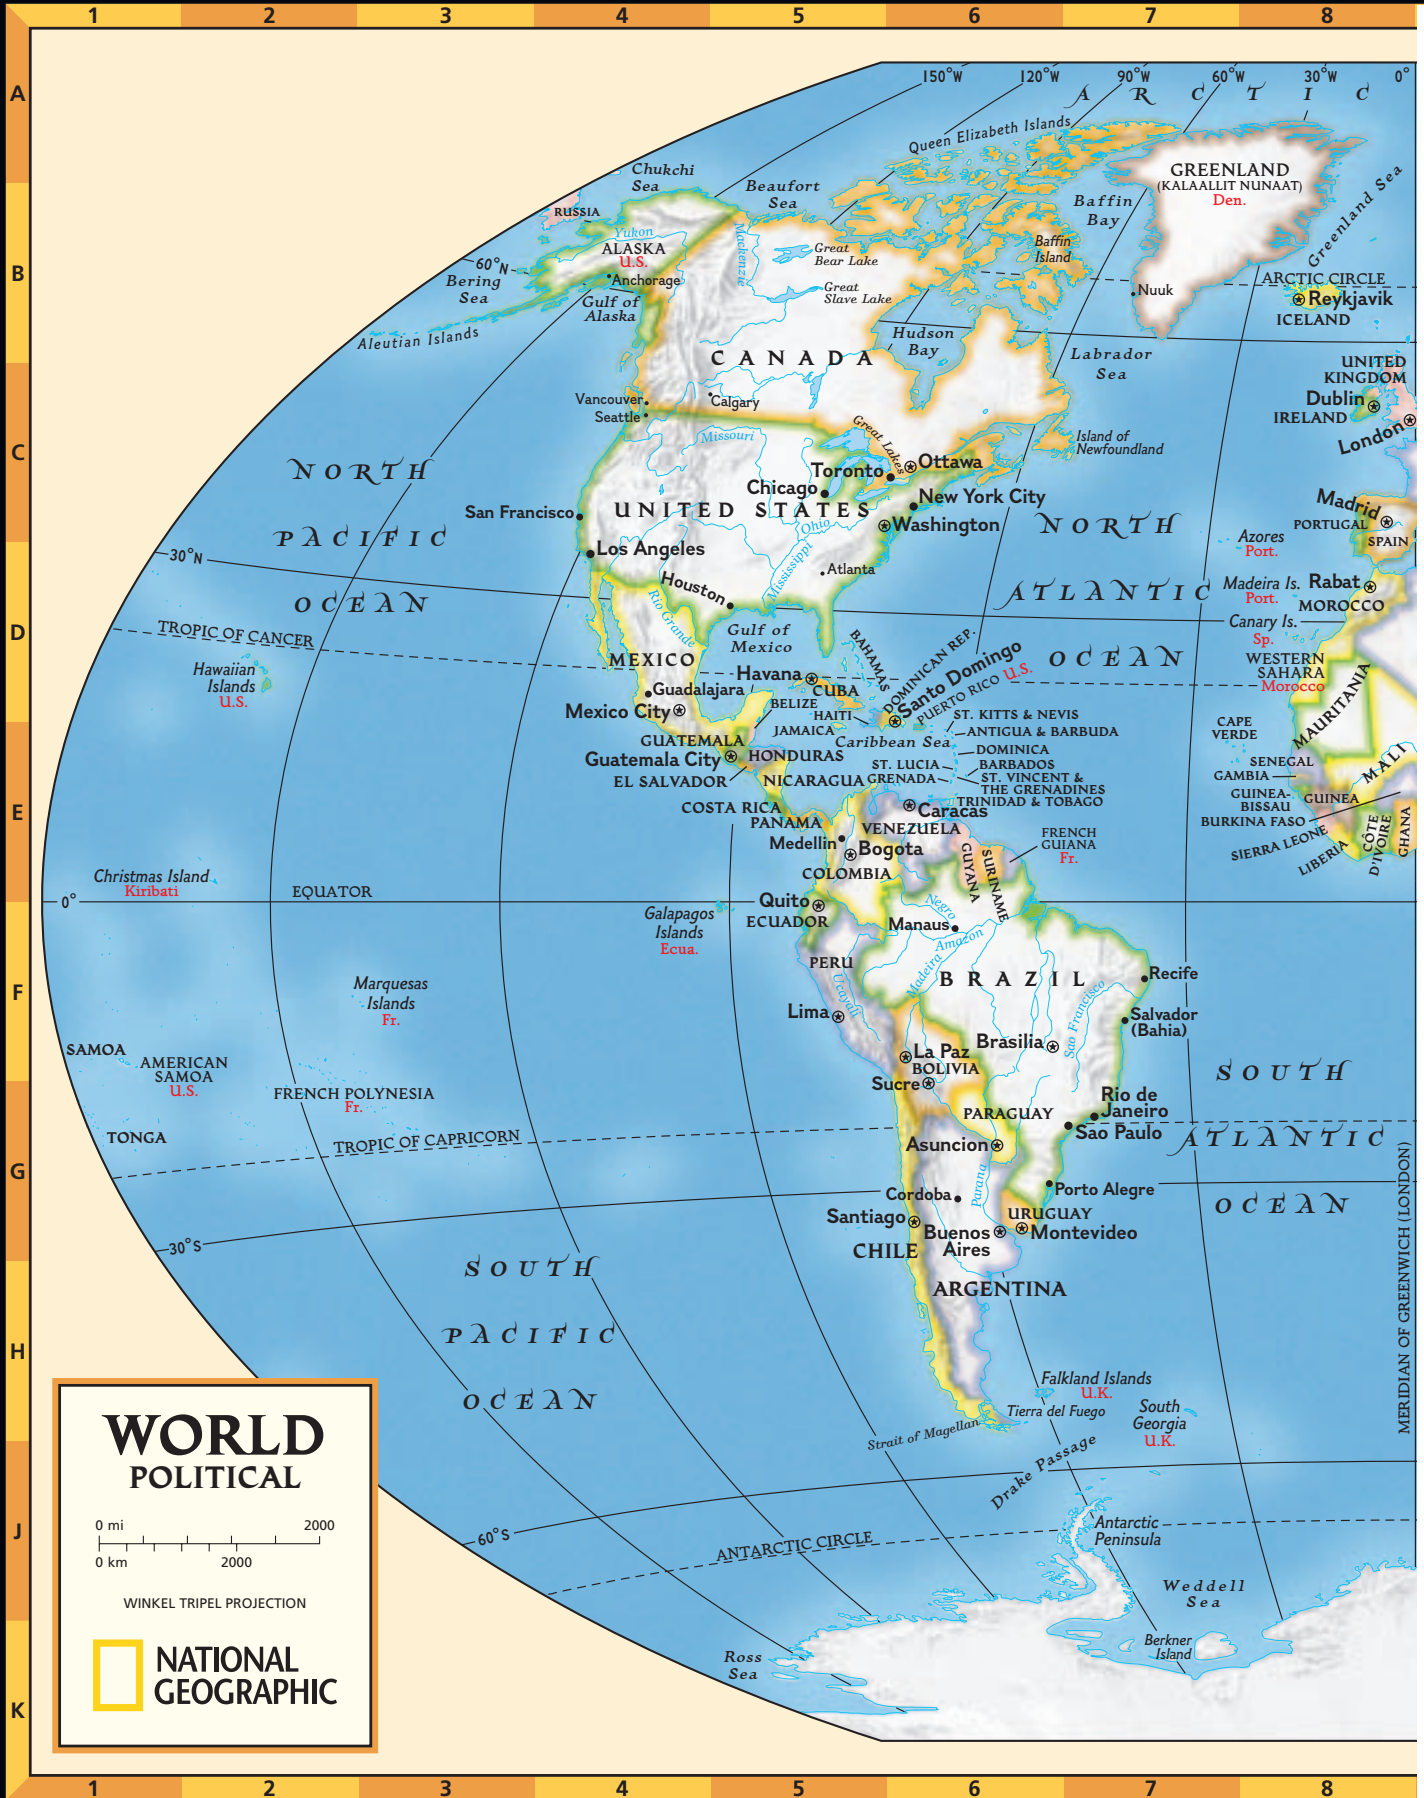 1 2 3 4 5 6 7 8
A
B
C
D
E
F
G
H
J
K
150°W 120°W 90°W 60°W 30°W 0°
A R C T I C
Queen Elizabeth Islands
Chukchi
Sea
Beaufort
Sea
GREENLAND
(KALAALLIT NUNAAT)
Den.
Greenland Sea
Baffin
Bay
RUSSIA
Yukon
ALASKA
U.S.
Anchorage
Mackenzie
Great
Bear Lake
Great
Slave Lake
Baffin
Island
60°N
Bering
Sea
Gulf of
Alaska
Aleutian Islands
Nuuk
ARCTIC CIRCLE
Reykjavik
ICELAND
Hudson
Bay
CANADA
Labrador
Sea
UNITED
KINGDOM
Dublin
IRELAND
London
Vancouver
Seattle
Calgary
Missouri
Great Lakes
Island of
Newfoundland
Ottawa
Toronto
Chicago
New York City
UNITED STATES
Washington
Ohio
Mississippi
San Francisco
Los Angeles
Atlanta
Houston
Rio Grande
NORTH
PACIFIC
OCEAN
NORTH
ATLANTIC
OCEAN
Madrid
PORTUGAL
SPAIN
Azores
Port.
Madeira Is.
Port.
Rabat
MOROCCO
Canary Is.
Sp.
WESTERN
SAHARA
Morocco
30°N
TROPIC OF CANCER
Hawaiian
Islands
U.S.
Gulf of
Mexico
MEXICO
Guadalajara
Mexico City
Havana
CUBA
BAHAMAS
DOMINICAN REP.
Santo Domingo
PUERTO RICO U.S.
BELIZE
HAITI
JAMAICA
Caribbean Sea
GUATEMALA
Guatemala City
HONDURAS
EL SALVADOR
NICARAGUA
COSTA RICA
PANAMA
ST. KITTS & NEVIS
ANTIGUA & BARBUDA
DOMINICA
ST. LUCIA
BARBADOS
GRENADA
ST. VINCENT &
THE GRENADINES
TRINIDAD & TOBAGO
MAURITANIA
CAPE
VERDE
SENEGAL
GAMBIA
MALI
GUINEA-
BISSAU
GUINEA
BURKINA FASO
SIERRA LEONE
LIBERIA
CÔTE
D'IVOIRE
GHANA
Caracas
VENEZUELA
Medellin
Bogota
COLOMBIA
GUYANA
SURINAME
FRENCH
GUIANA
Fr.
Christmas Island
Kiribati
EQUATOR
0°
Galapagos
Islands
Ecua.
Quito
ECUADOR
Manaus
Negro
Amazon
Madeira
PERU
Ucayali
Lima
BRAZIL
Recife
Salvador
(Bahia)
Sao Francisco
Brasilia
La Paz
BOLIVIA
Sucre
PARAGUAY
Rio de
Janeiro
Sao Paulo
Asuncion
Parana
Cordoba
Porto Alegre
Santiago
URUGUAY
Buenos
Aires
Montevideo
CHILE
ARGENTINA
Marquesas
Islands
Fr.
SAMOA
AMERICAN
SAMOA
U.S.
FRENCH POLYNESIA
Fr.
TONGA
TROPIC OF CAPRICORN
30°S
SOUTH
PACIFIC
OCEAN
SOUTH
ATLANTIC
OCEAN
MERIDIAN OF GREENWICH (LONDON)
Falkland Islands
U.K.
Tierra del Fuego
South
Georgia
U.K.
Strait of Magellan
Drake Passage
60°S
ANTARCTIC CIRCLE
Antarctic
Peninsula
Weddell
Sea
Berkner
Island
Ross
Sea
WORLD
POLITICAL
0 mi 2000
0 km 2000
WINKEL TRIPEL PROJECTION
NATIONAL
GEOGRAPHIC
1 2 3 4 5 6 7 8